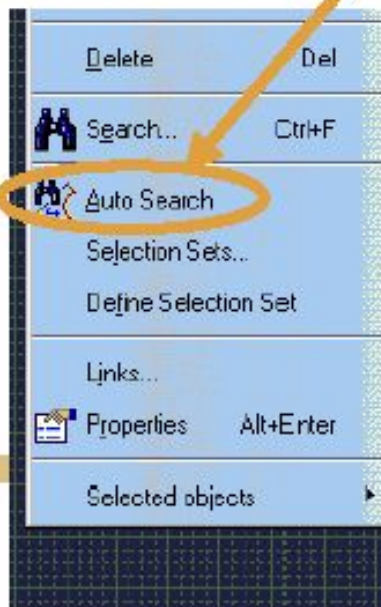 Delete Del
Search... Ctrl+F
Auto Search
Selection Sets...
Define Selection Set
Links...
Properties Alt+Enter
Selected objects